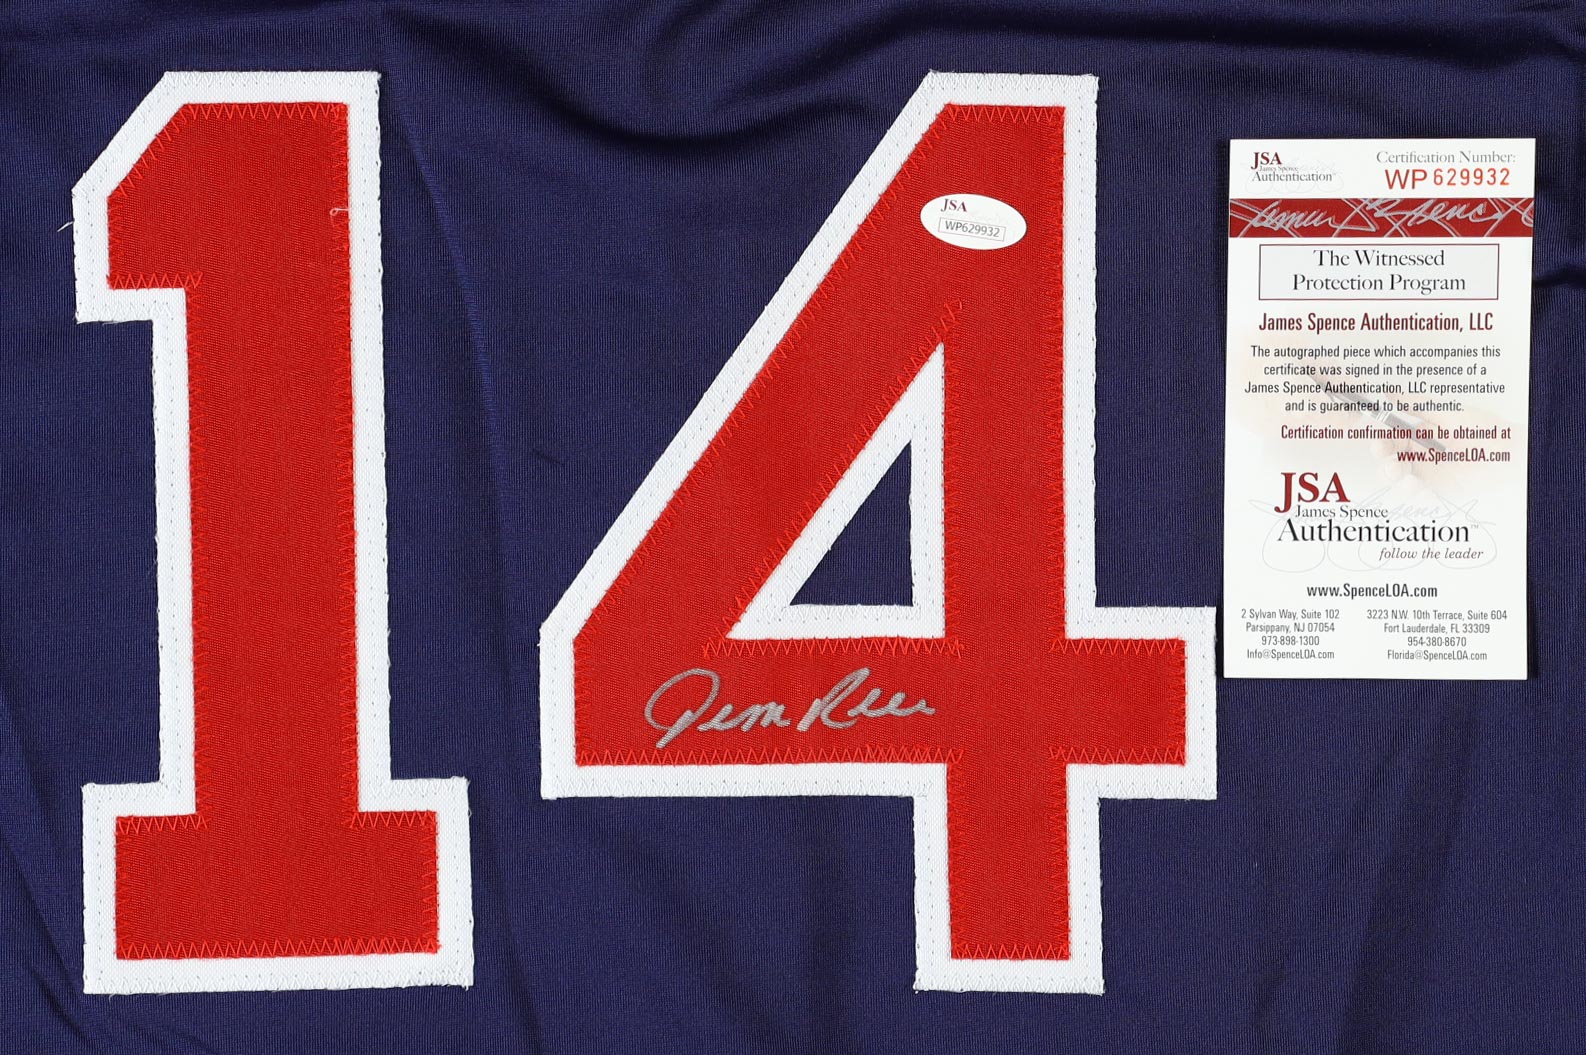 14
JSA
WP629932
Jim Rice
JSA
James Spence
Authentication
Certification Number:
WP 629932
The Witnessed
Protection Program
James Spence Authentication, LLC
The autographed piece which accompanies this
certificate was signed in the presence of a
James Spence Authentication, LLC representative
and is guaranteed to be authentic.
Certification confirmation can be obtained at
www.SpenceLOA.com
JSA
James Spence
Authentication™
follow the leader
www.SpenceLOA.com
2 Sylvan Way, Suite 102
Parsippany, NJ 07054
973-898-1300
Info@SpenceLOA.com
3223 N.W. 10th Terrace, Suite 604
Fort Lauderdale, FL 33309
954-380-8670
Florida@SpenceLOA.com